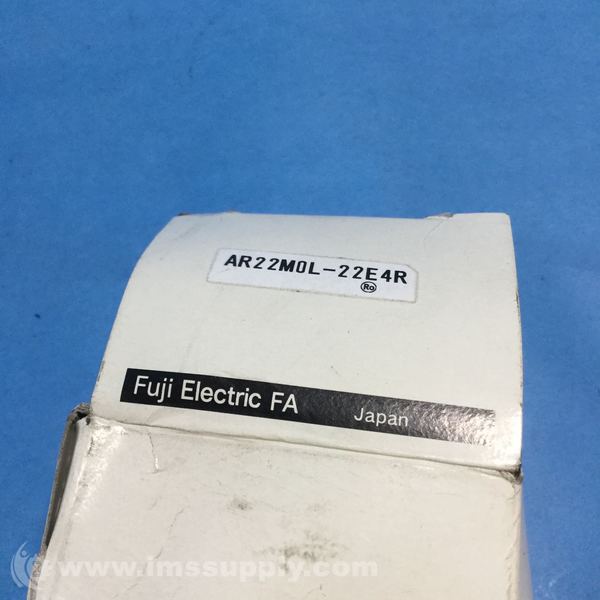 AR22M0L-22E4R
Ro
Fuji Electric FA Japan
www.imssupply.com